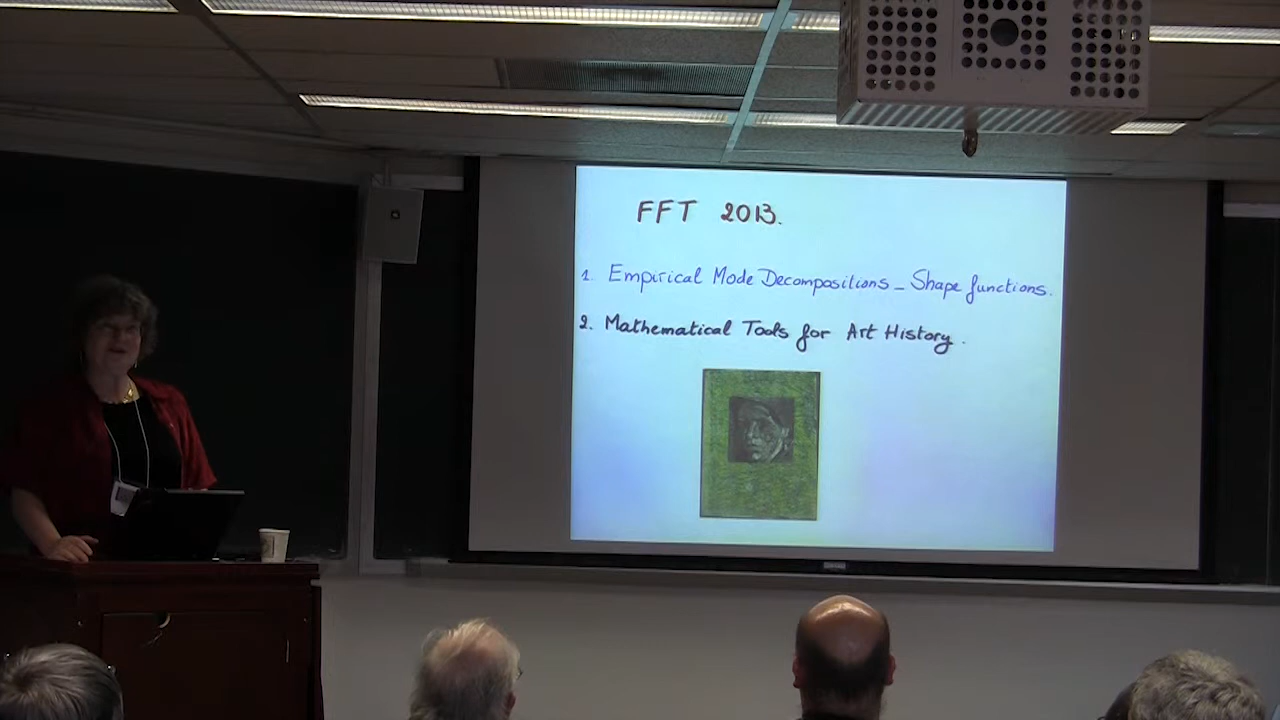 FFT 2013.
1. Empirical Mode Decompositions _ Shape functions.
2. Mathematical Tools for Art History.